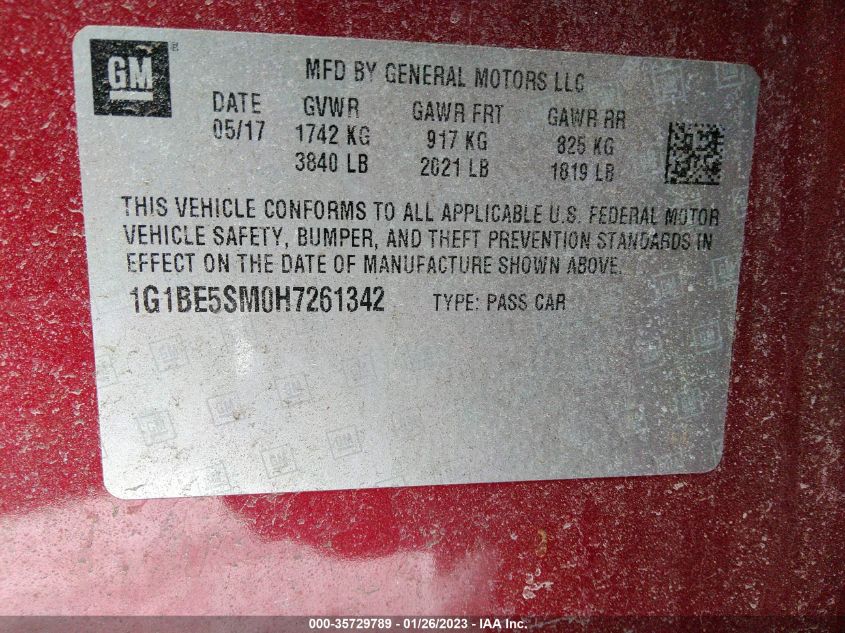 GM
MFD BY GENERAL MOTORS LLC
DATE GVWR GAWR FRT GAWR RR
05/17 1742 KG 917 KG 825 KG
3840 LB 2021 LB 1819 LB
THIS VEHICLE CONFORMS TO ALL APPLICABLE U.S. FEDERAL MOTOR
VEHICLE SAFETY, BUMPER, AND THEFT PREVENTION STANDARDS IN
EFFECT ON THE DATE OF MANUFACTURE SHOWN ABOVE.
1G1BE5SM0H7261342 TYPE: PASS CAR
000-35729789 - 01/26/2023 - IAA Inc.